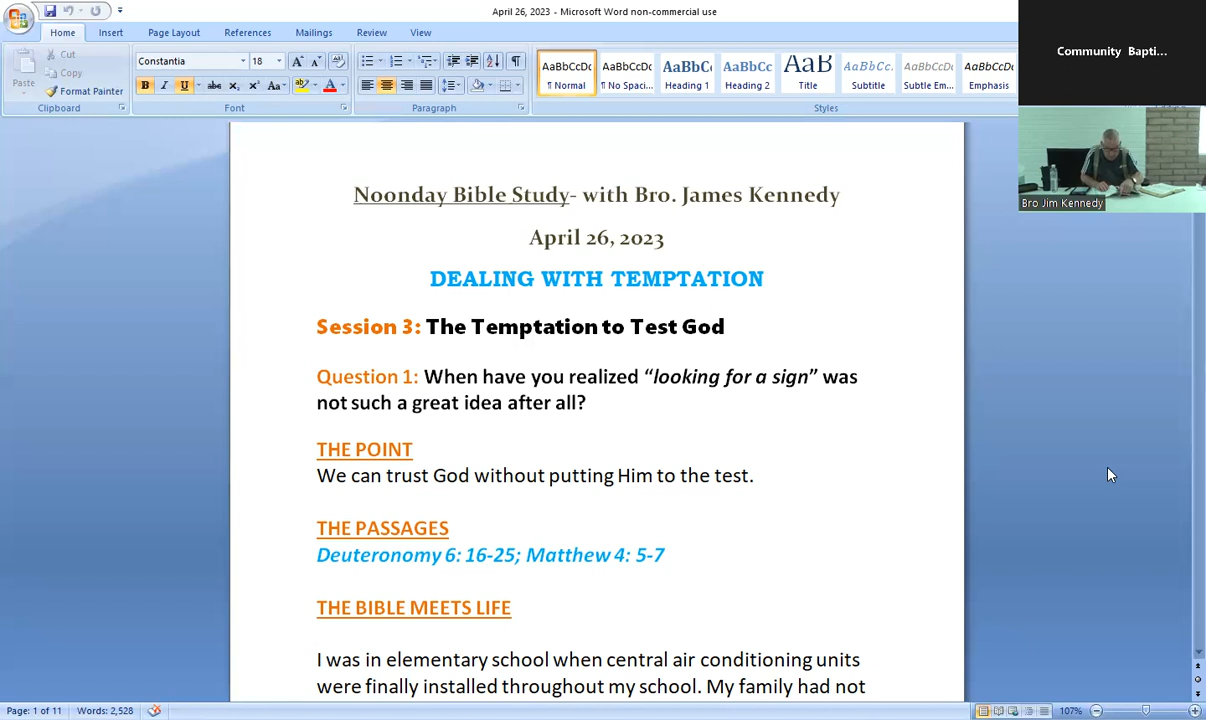 April 26, 2023 - Microsoft Word non-commercial use
Home Insert Page Layout References Mailings Review View
Cut
Copy
Format Painter
Paste
Clipboard
Constantia 18
Font
Paragraph
AaBbCcDc AaBbCcDc AaBbCc AaBbCc AaB AaBbCc. AaBbCcDc AaBbCcDc
¶ Normal ¶ No Spaci... Heading 1 Heading 2 Title Subtitle Subtle Em... Emphasis
Styles
Community Bapti...
Bro Jim Kennedy
Noonday Bible Study- with Bro. James Kennedy
April 26, 2023
DEALING WITH TEMPTATION
Session 3: The Temptation to Test God
Question 1: When have you realized “looking for a sign” was
not such a great idea after all?
THE POINT
We can trust God without putting Him to the test.
THE PASSAGES
Deuteronomy 6: 16-25; Matthew 4: 5-7
THE BIBLE MEETS LIFE
I was in elementary school when central air conditioning units
were finally installed throughout my school. My family had not
Page: 1 of 11 Words: 2,528 107%